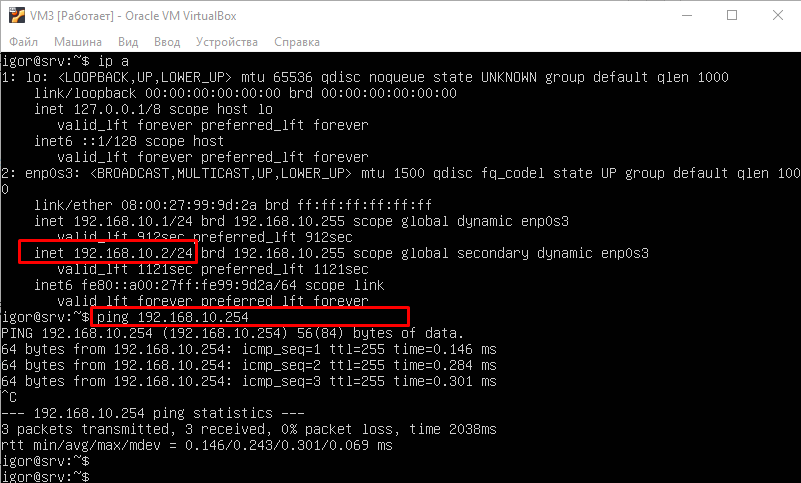 VM3 [Работает] - Oracle VM VirtualBox
Файл Машина Вид Ввод Устройства Справка
igor@srv:~$ ip a
1: lo: <LOOPBACK,UP,LOWER_UP> mtu 65536 qdisc noqueue state UNKNOWN group default qlen 1000
link/loopback 00:00:00:00:00:00 brd 00:00:00:00:00:00
inet 127.0.0.1/8 scope host lo
valid_lft forever preferred_lft forever
inet6 ::1/128 scope host
valid_lft forever preferred_lft forever
2: enp0s3: <BROADCAST,MULTICAST,UP,LOWER_UP> mtu 1500 qdisc fq_codel state UP group default qlen 100
0
link/ether 08:00:27:99:9d:2a brd ff:ff:ff:ff:ff:ff
inet 192.168.10.1/24 brd 192.168.10.255 scope global dynamic enp0s3
valid_lft 912sec preferred_lft 912sec
inet 192.168.10.2/24 brd 192.168.10.255 scope global secondary dynamic enp0s3
valid_lft 1121sec preferred_lft 1121sec
inet6 fe80::a00:27ff:fe99:9d2a/64 scope link
valid_lft forever preferred_lft forever
igor@srv:~$ ping 192.168.10.254
PING 192.168.10.254 (192.168.10.254) 56(84) bytes of data.
64 bytes from 192.168.10.254: icmp_seq=1 ttl=255 time=0.146 ms
64 bytes from 192.168.10.254: icmp_seq=2 ttl=255 time=0.284 ms
64 bytes from 192.168.10.254: icmp_seq=3 ttl=255 time=0.301 ms
^C
--- 192.168.10.254 ping statistics ---
3 packets transmitted, 3 received, 0% packet loss, time 2038ms
rtt min/avg/max/mdev = 0.146/0.243/0.301/0.069 ms
igor@srv:~$
igor@srv:~$